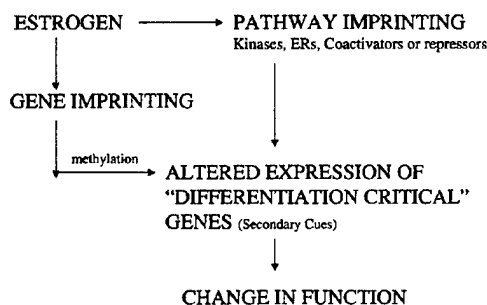 ESTROGEN
PATHWAY IMPRINTING
Kinases, ERs, Coactivators or repressors
GENE IMPRINTING
methylation
ALTERED EXPRESSION OF
“DIFFERENTIATION CRITICAL”
GENES (Secondary Cues)
CHANGE IN FUNCTION